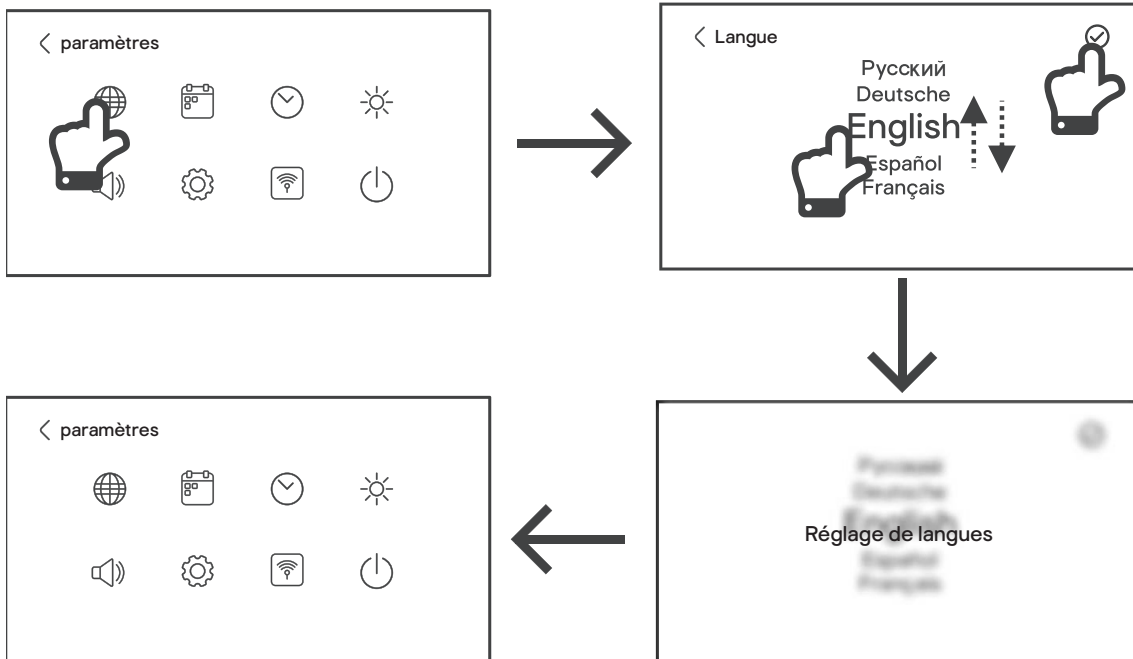 paramètres
Langue
Русский
Deutsche
English
Español
Français
paramètres
Réglage de langues